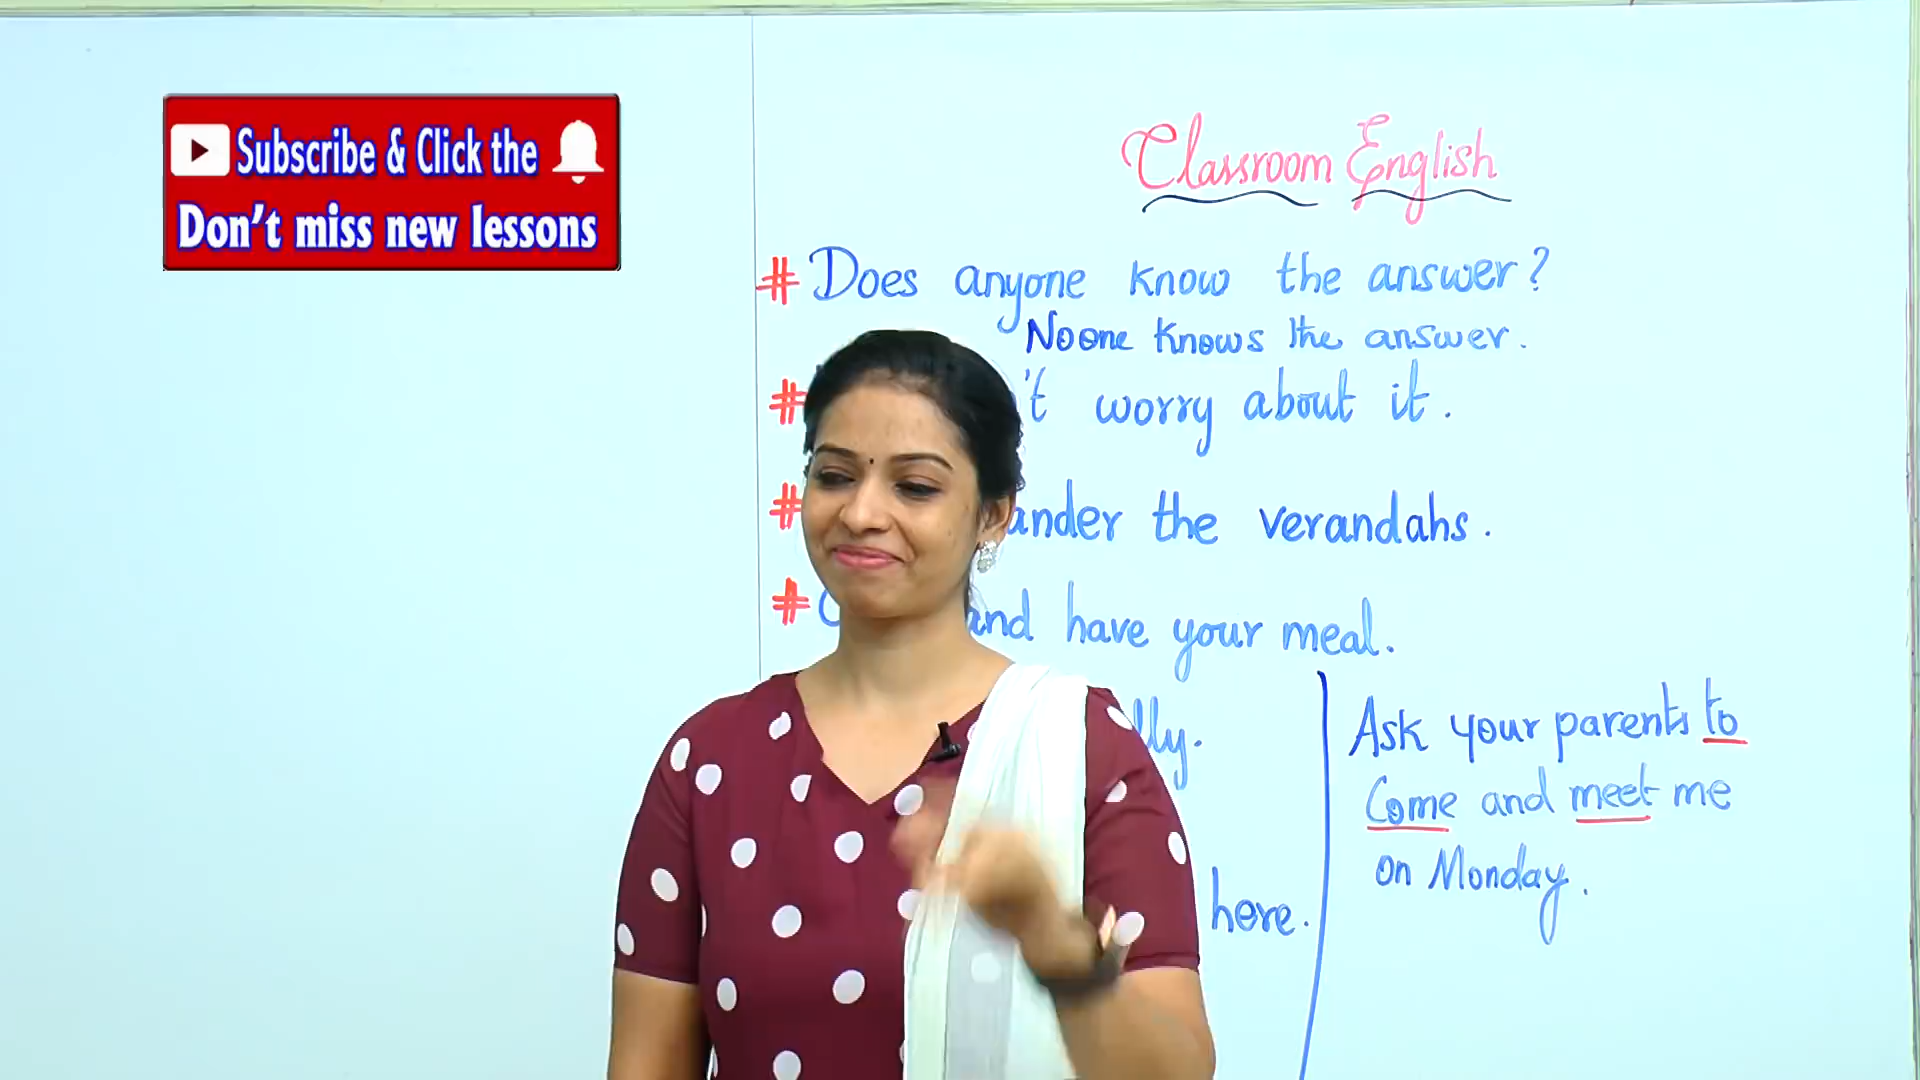 Subscribe & Click the
Don't miss new lessons
Classroom English
# Does anyone know the answer?
Noone knows the answer.
# 't worry about it.
# ander the verandahs.
# and have your meal.
lly.
here.
Ask your parents to
Come and meet me
on Monday.